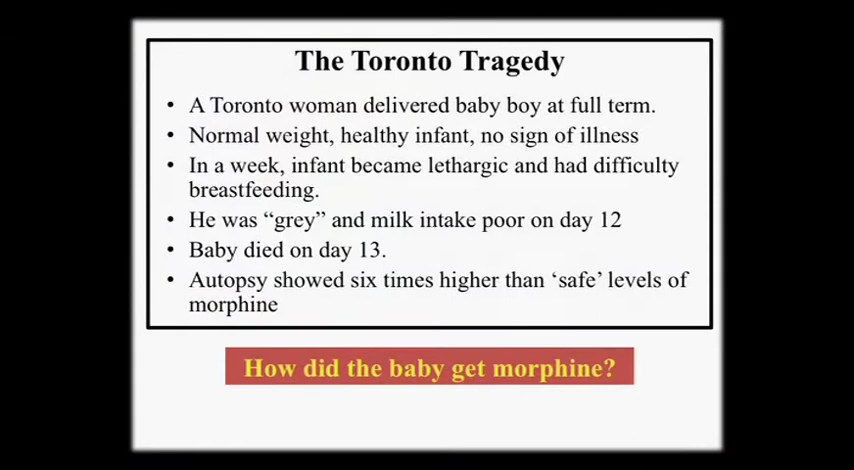 The Toronto Tragedy
• A Toronto woman delivered baby boy at full term.
• Normal weight, healthy infant, no sign of illness
• In a week, infant became lethargic and had difficulty
breastfeeding.
• He was “grey” and milk intake poor on day 12
• Baby died on day 13.
• Autopsy showed six times higher than ‘safe’ levels of
morphine
How did the baby get morphine?